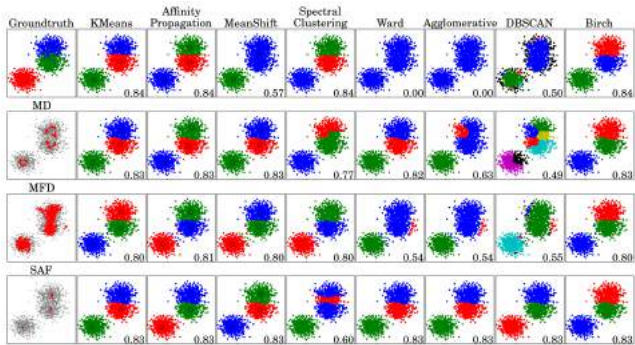 Groundtruth KMeans Affinity Propagation MeanShift Spectral Clustering Ward Agglomerative DBSCAN Birch
0.84 0.84 0.57 0.84 0.00 0.00 0.50 0.84
MD
0.83 0.83 0.83 0.77 0.82 0.63 0.49 0.83
MFD
0.80 0.81 0.80 0.80 0.54 0.54 0.55 0.80
SAF
0.83 0.83 0.83 0.60 0.83 0.83 0.83 0.83